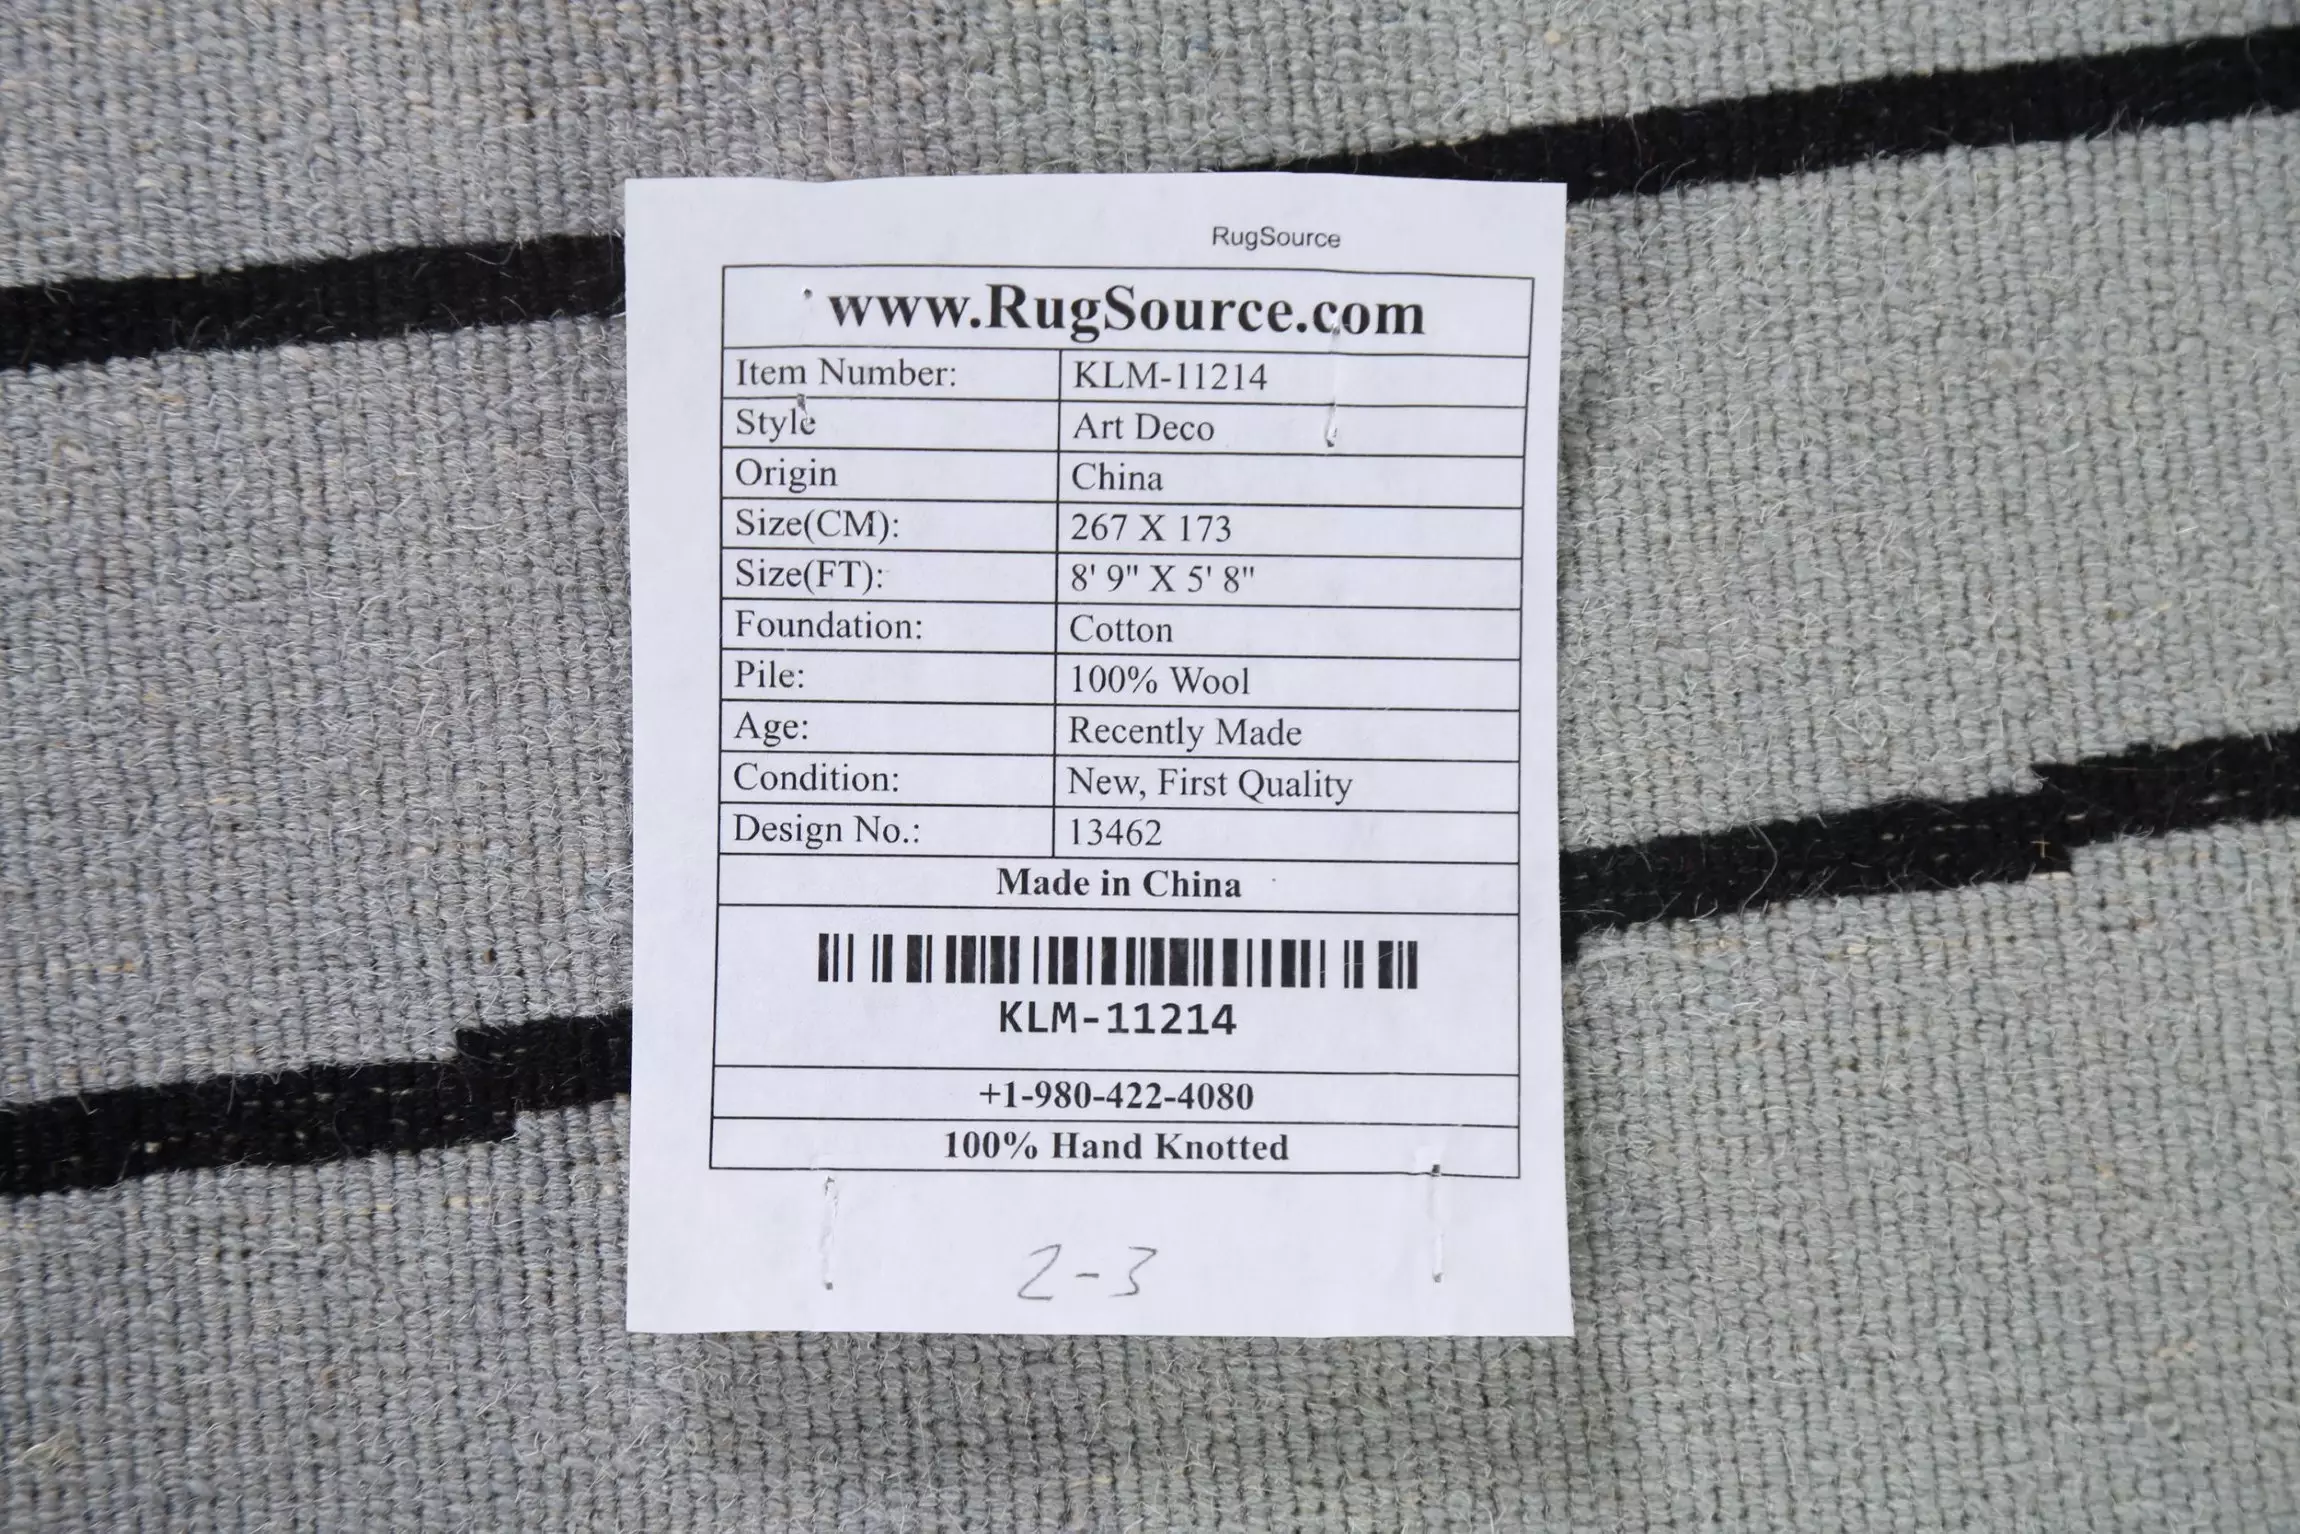 RugSource
www.RugSource.com
Item Number: KLM-11214
Style Art Deco
Origin China
Size(CM): 267 X 173
Size(FT): 8' 9" X 5' 8"
Foundation: Cotton
Pile: 100% Wool
Age: Recently Made
Condition: New, First Quality
Design No.: 13462
Made in China
KLM-11214
+1-980-422-4080
100% Hand Knotted
2-3